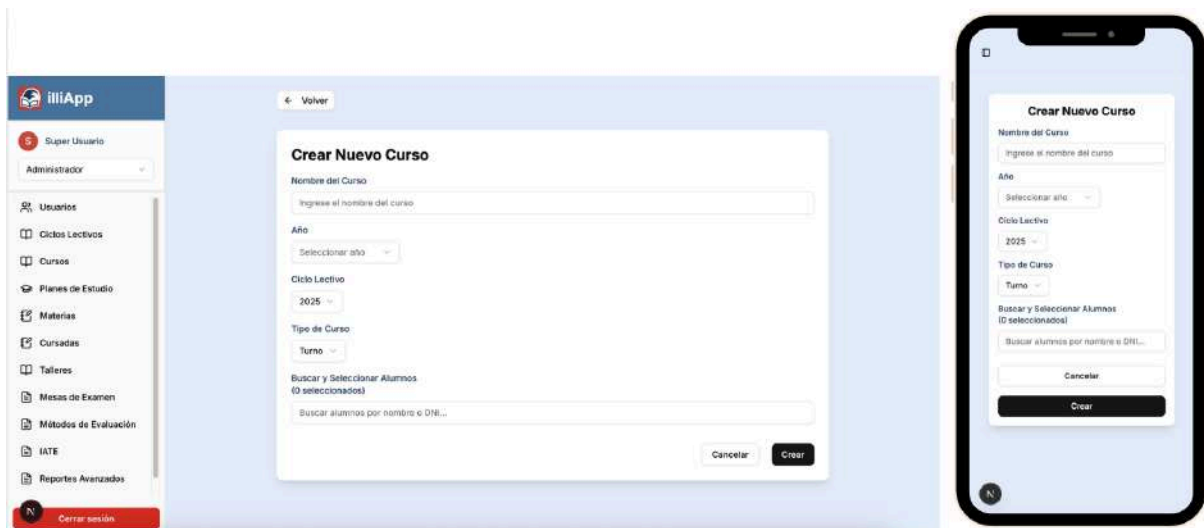 illiApp
S
Super Usuario
Administrador
Usuarios
Ciclos Lectivos
Cursos
Planes de Estudio
Materias
Cursadas
Talleres
Mesas de Examen
Métodos de Evaluación
IATE
Reportes Avanzados
N
Cerrar sesión
Volver
Crear Nuevo Curso
Nombre del Curso
Ingrese el nombre del curso
Año
Seleccionar año
Ciclo Lectivo
2025
Tipo de Curso
Turno
Buscar y Seleccionar Alumnos
(0 seleccionados)
Buscar alumnos por nombre o DNI...
Cancelar
Crear
Crear Nuevo Curso
Nombre del Curso
Ingrese el nombre del curso
Año
Seleccionar año
Ciclo Lectivo
2025
Tipo de Curso
Turno
Buscar y Seleccionar Alumnos
(0 seleccionados)
Buscar alumnos por nombre o DNI...
Cancelar
Crear
N